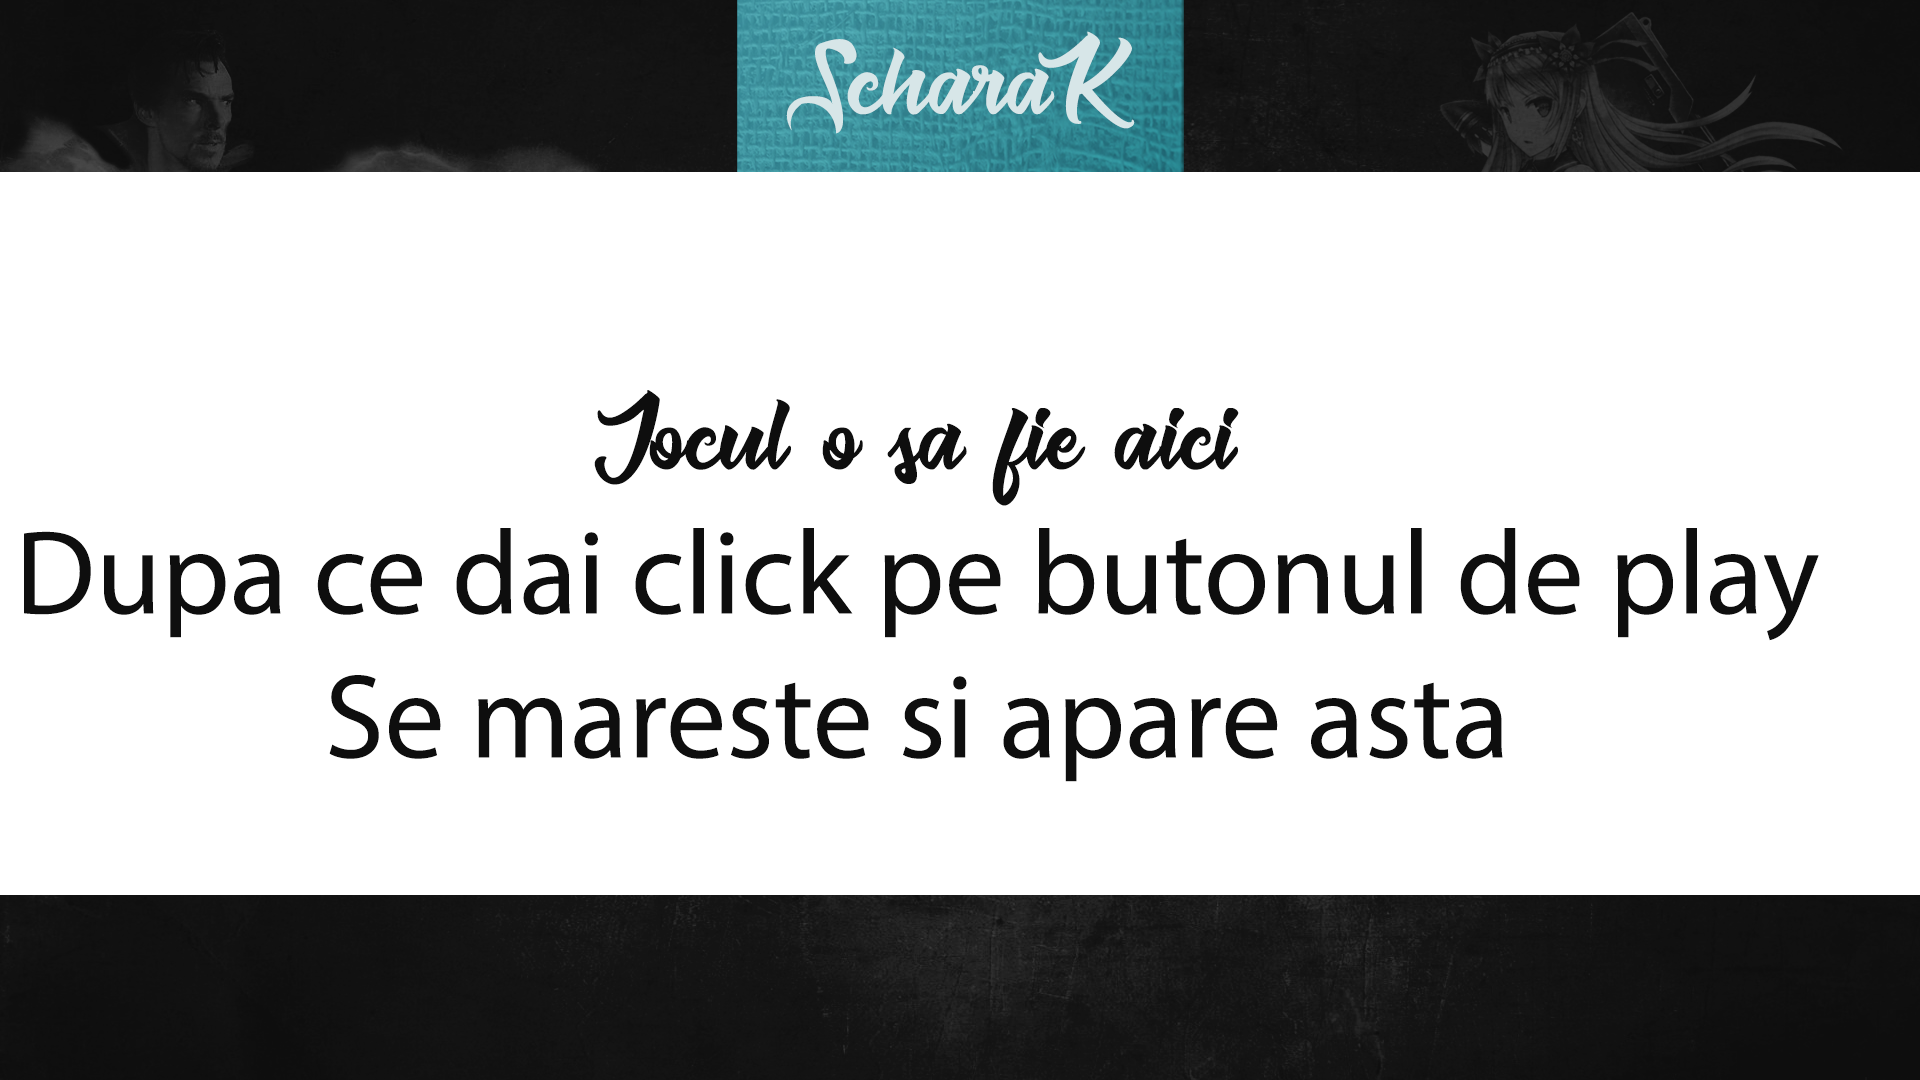 ScharaK
Jocul o sa fie aici
Dupa ce dai click pe butonul de play
Se mareste si apare asta